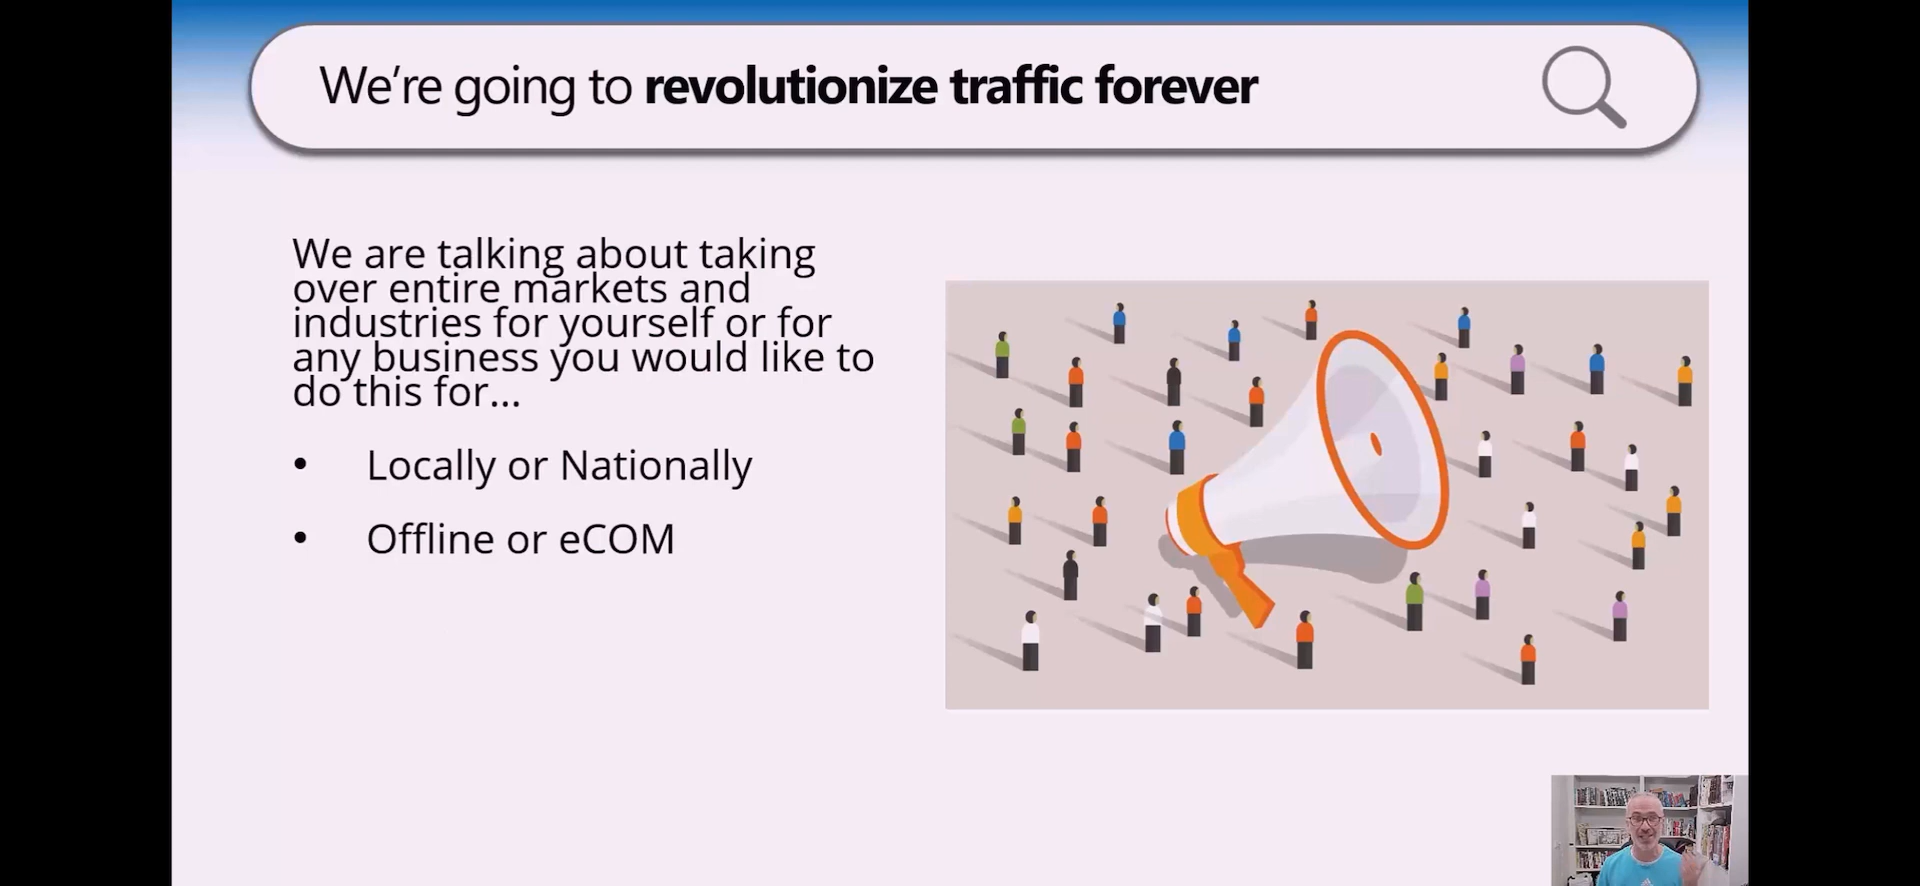 We're going to revolutionize traffic forever
We are talking about taking
over entire markets and
industries for yourself or for
any business you would like to
do this for...
• Locally or Nationally
• Offline or eCOM